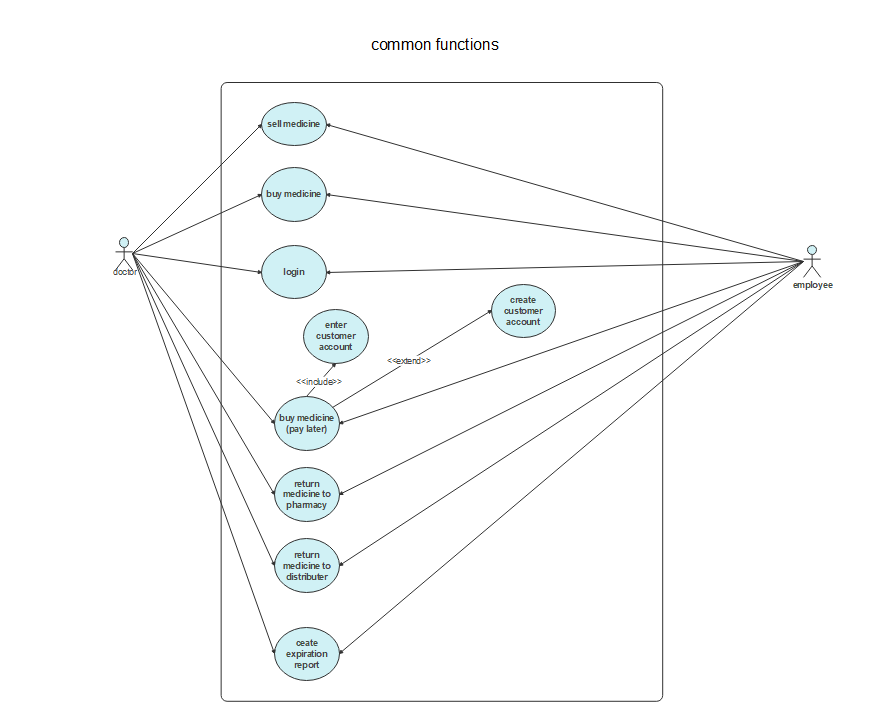 common functions
sell medicine
buy medicine
login
doctor
employee
create
customer
account
enter
customer
account
<<extend>>
<<include>>
buy medicine
(pay later)
return
medicine to
pharmacy
return
medicine to
distributer
ceate
expiration
report